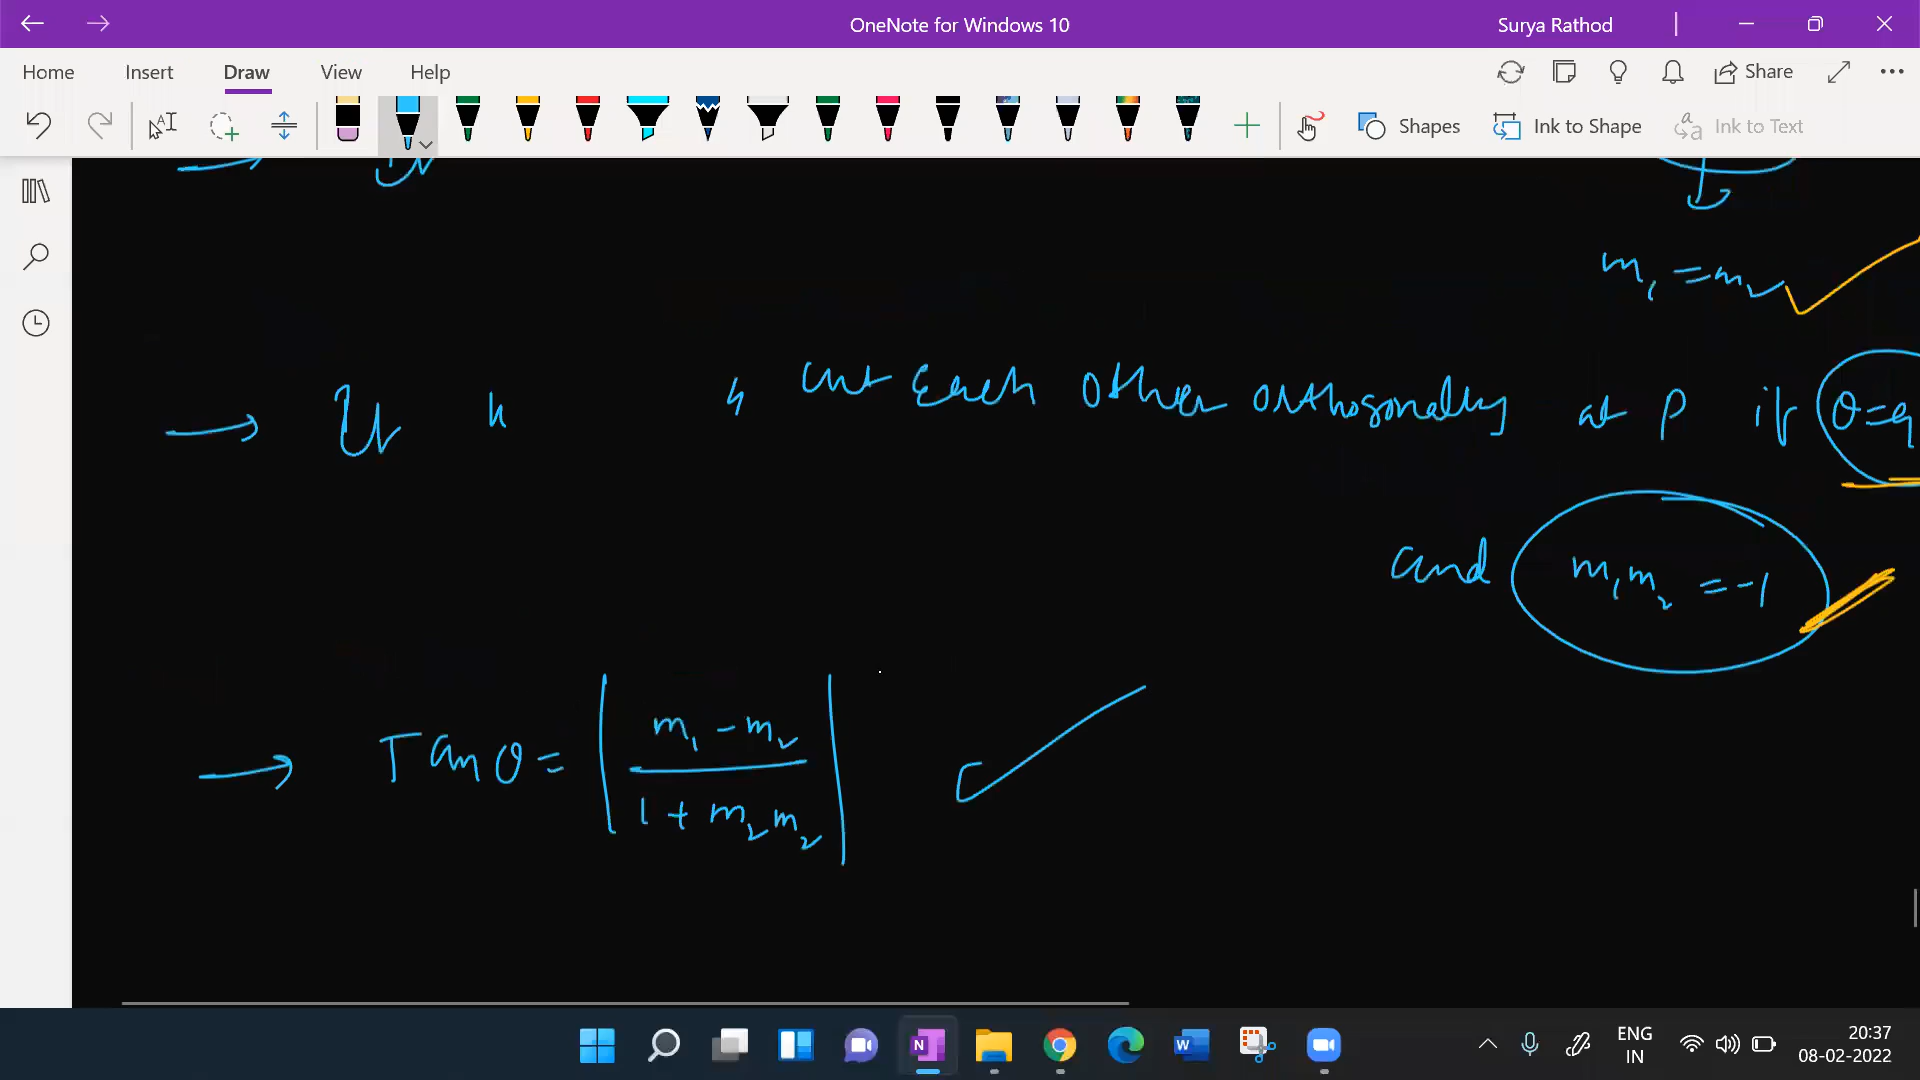 OneNote for Windows 10
Surya Rathod
Home Insert Draw View Help
Share
Shapes Ink to Shape Ink to Text
m₁ = m₂
→ cut Each Other Orthogonally at P if θ=9
and m₁m₂ = -1
→ Tanθ = | (m₁ - m₂) / (1 + m₂m₂) |
ENG
IN
20:37
08-02-2022